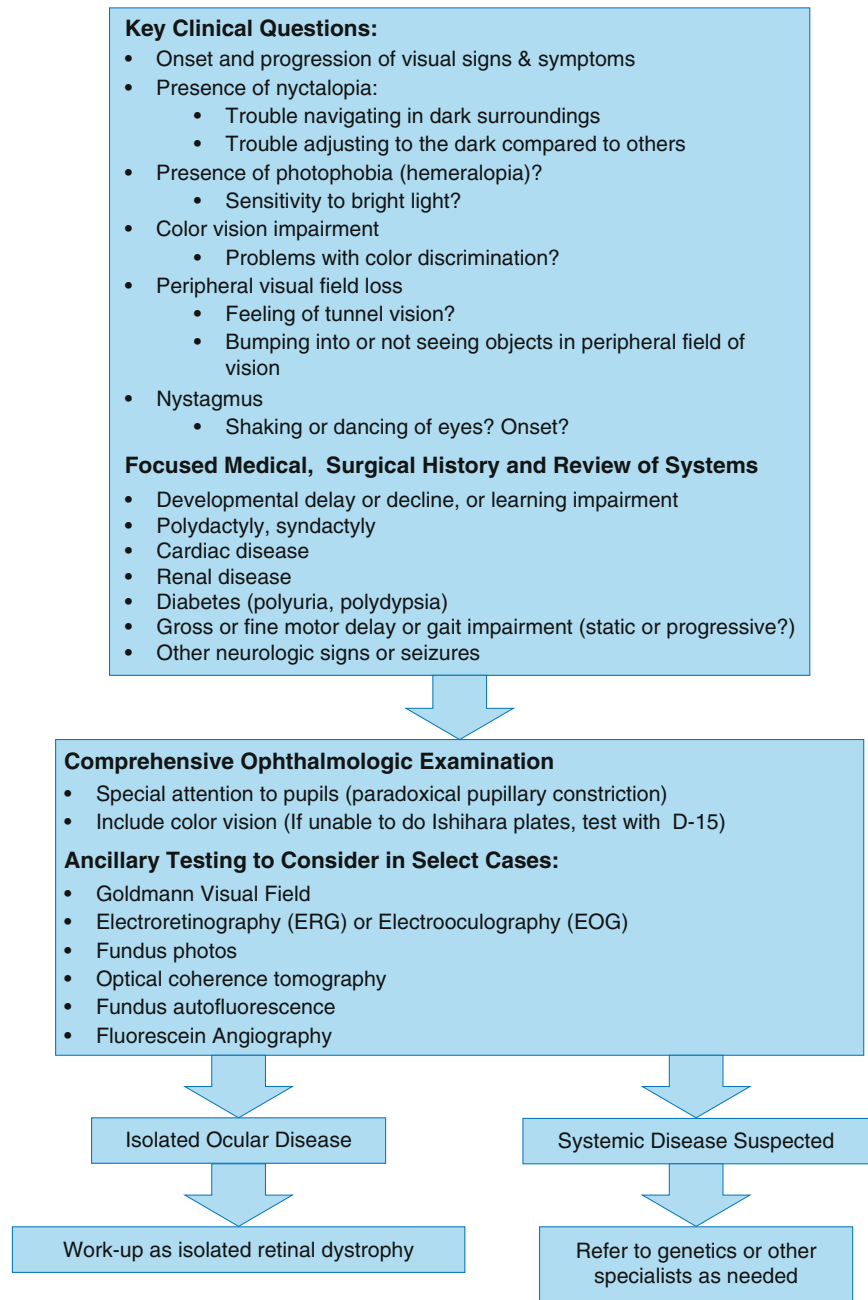 Key Clinical Questions:
• Onset and progression of visual signs & symptoms
• Presence of nyctalopia:
• Trouble navigating in dark surroundings
• Trouble adjusting to the dark compared to others
• Presence of photophobia (hemeralopia)?
• Sensitivity to bright light?
• Color vision impairment
• Problems with color discrimination?
• Peripheral visual field loss
• Feeling of tunnel vision?
• Bumping into or not seeing objects in peripheral field of
vision
• Nystagmus
• Shaking or dancing of eyes? Onset?
Focused Medical, Surgical History and Review of Systems
• Developmental delay or decline, or learning impairment
• Polydactyly, syndactyly
• Cardiac disease
• Renal disease
• Diabetes (polyuria, polydypsia)
• Gross or fine motor delay or gait impairment (static or progressive?)
• Other neurologic signs or seizures
Comprehensive Ophthalmologic Examination
• Special attention to pupils (paradoxical pupillary constriction)
• Include color vision (If unable to do Ishihara plates, test with D-15)
Ancillary Testing to Consider in Select Cases:
• Goldmann Visual Field
• Electroretinography (ERG) or Electrooculography (EOG)
• Fundus photos
• Optical coherence tomography
• Fundus autofluorescence
• Fluorescein Angiography
Isolated Ocular Disease
Systemic Disease Suspected
Work-up as isolated retinal dystrophy
Refer to genetics or other
specialists as needed